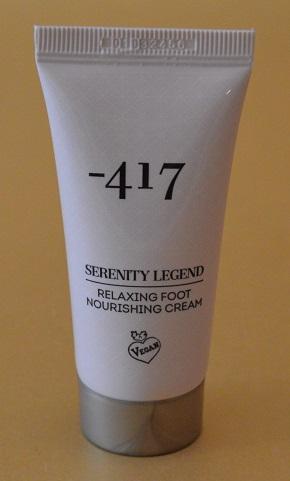 -417
SERENITY LEGEND
RELAXING FOOT
NOURISHING CREAM
VEGAN